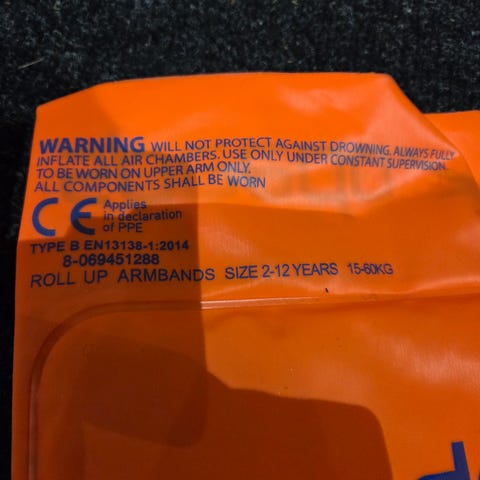 WARNING WILL NOT PROTECT AGAINST DROWNING. ALWAYS FULLY
INFLATE ALL AIR CHAMBERS. USE ONLY UNDER CONSTANT SUPERVISION.
TO BE WORN ON UPPER ARM ONLY.
ALL COMPONENTS SHALL BE WORN
CE Applies
in declaration
of PPE
TYPE B EN13138-1:2014
8-069451288
ROLL UP ARMBANDS SIZE 2-12 YEARS 15-60KG